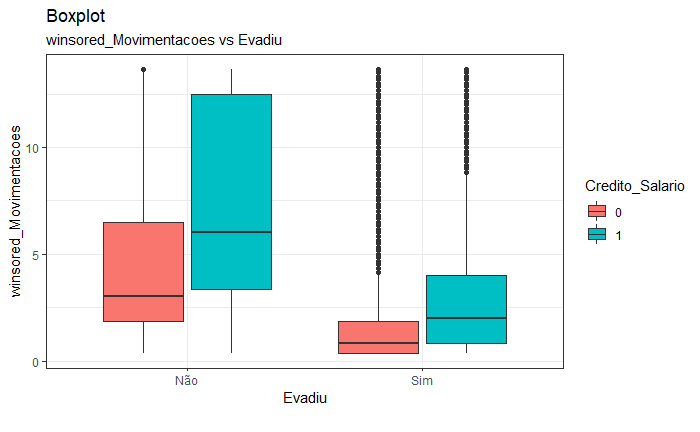 Boxplot
winsored_Movimentacoes vs Evadiu
winsored_Movimentacoes
10
5
0
Não
Sim
Evadiu
Credito_Salario
0
1